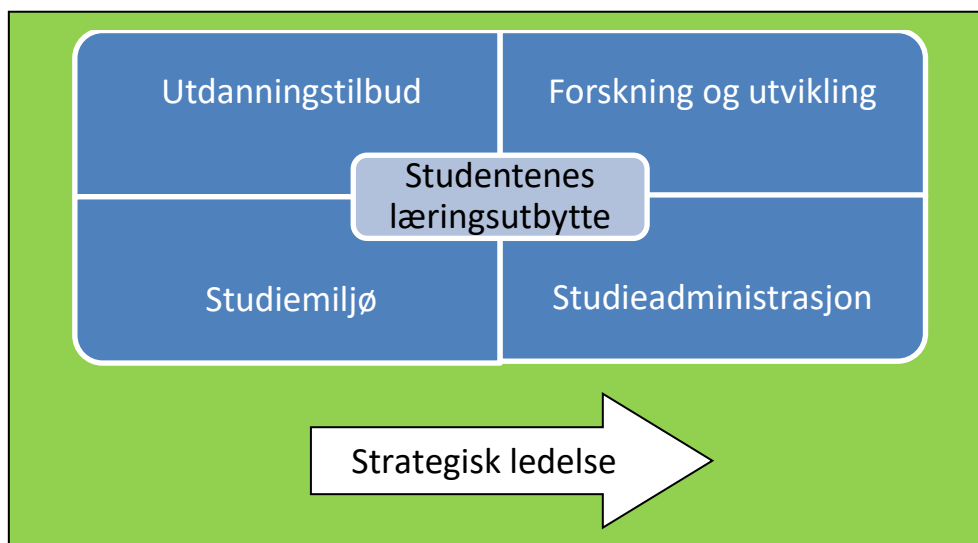 Utdanningstilbud
Forskning og utvikling
Studentenes
læringsutbytte
Studiemiljø
Studieadministrasjon
Strategisk ledelse